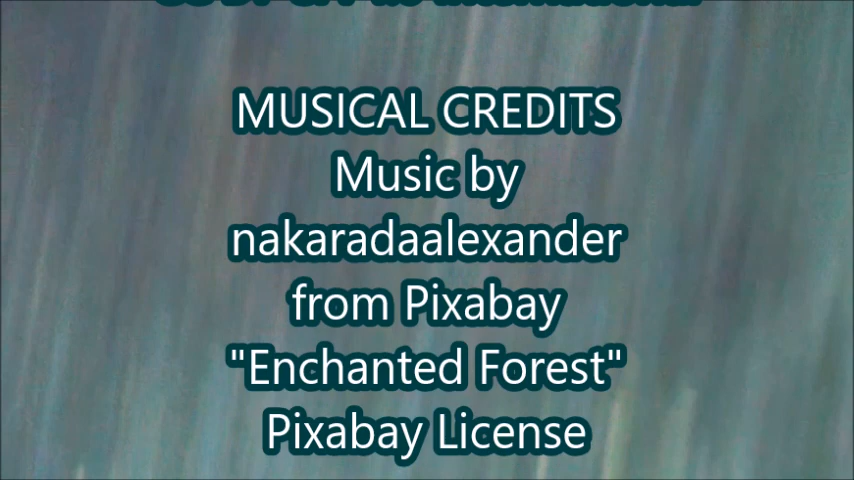 MUSICAL CREDITS
Music by
nakaradaalexander
from Pixabay
"Enchanted Forest"
Pixabay License